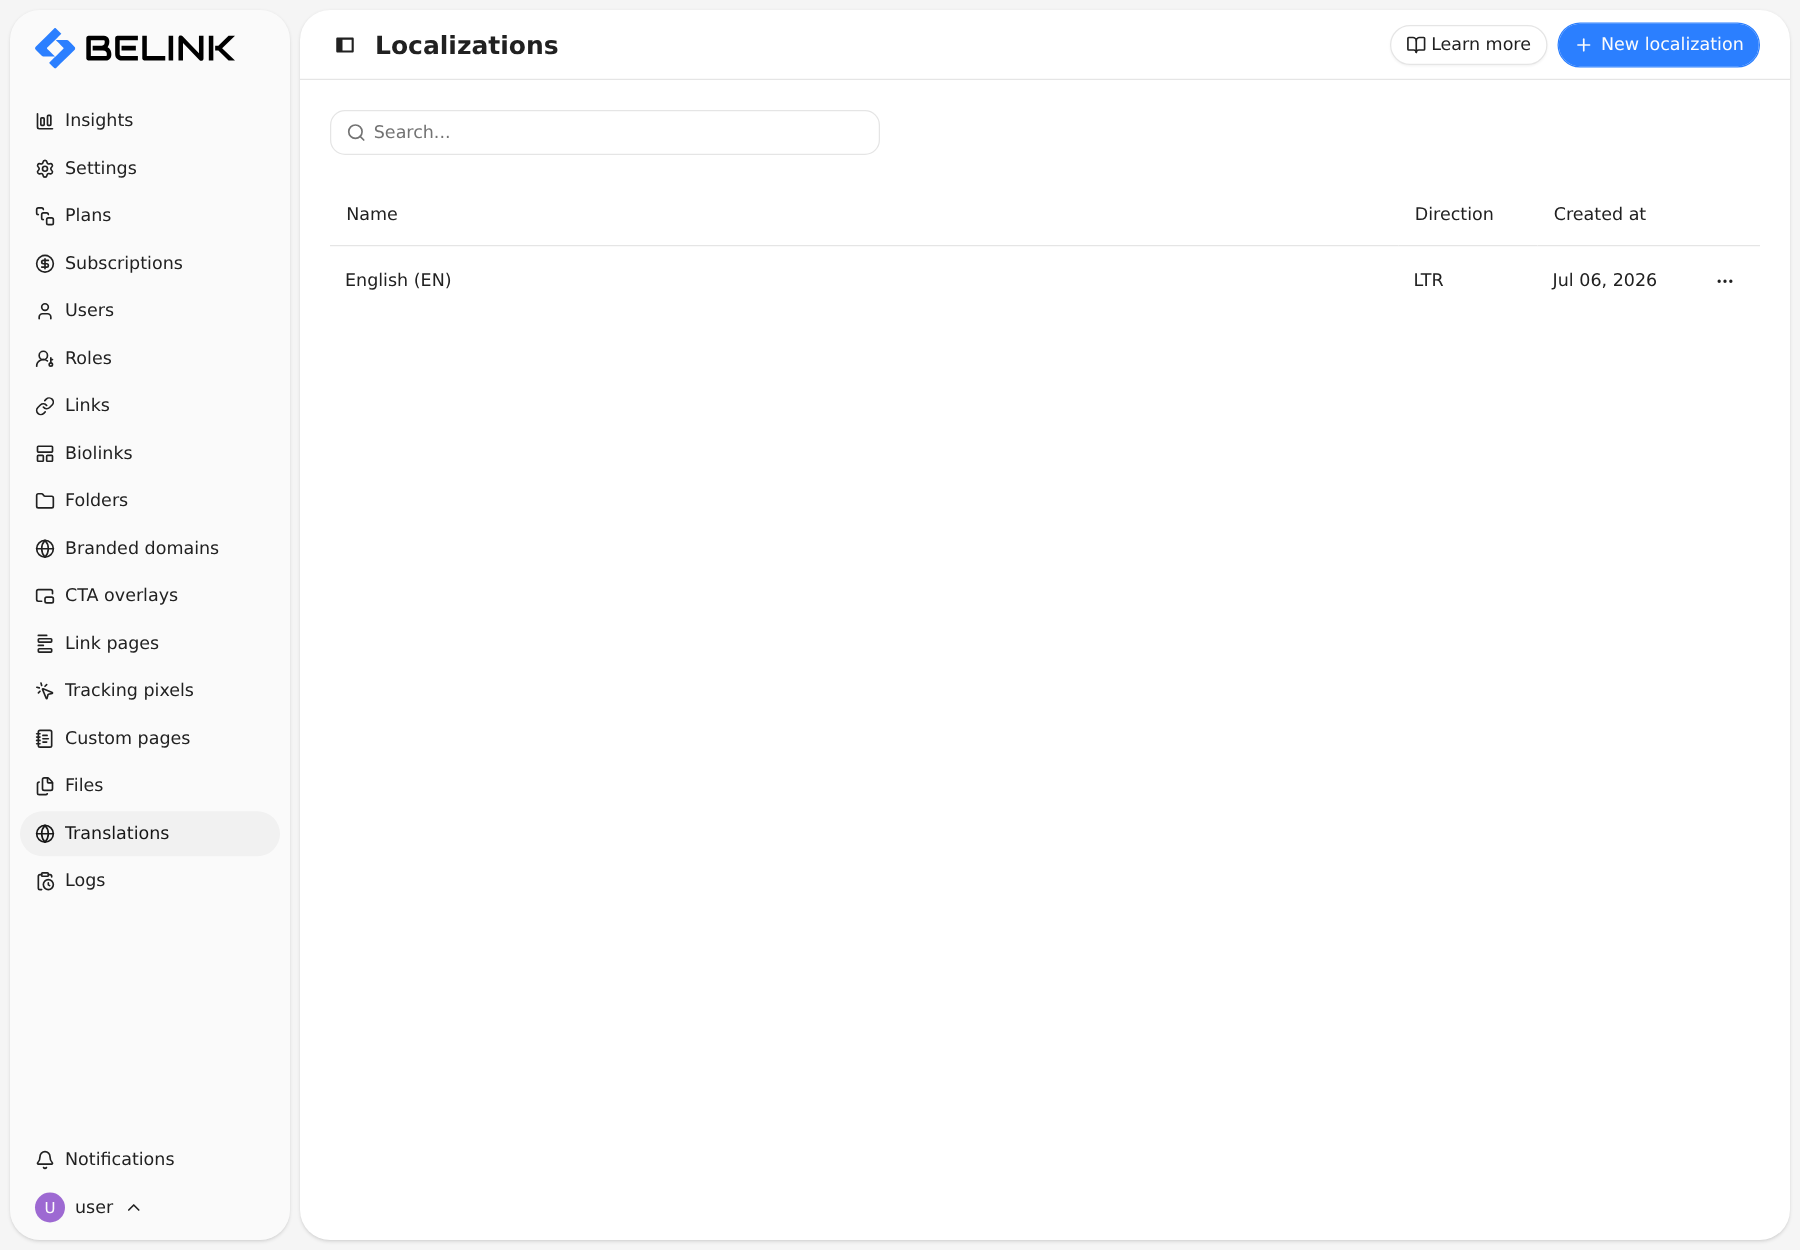 BELINK
Insights
Settings
Plans
Subscriptions
Users
Roles
Links
Biolinks
Folders
Branded domains
CTA overlays
Link pages
Tracking pixels
Custom pages
Files
Translations
Logs
Notifications
U user
Localizations
Learn more
New localization
Search...
Name Direction Created at
English (EN) LTR Jul 06, 2026